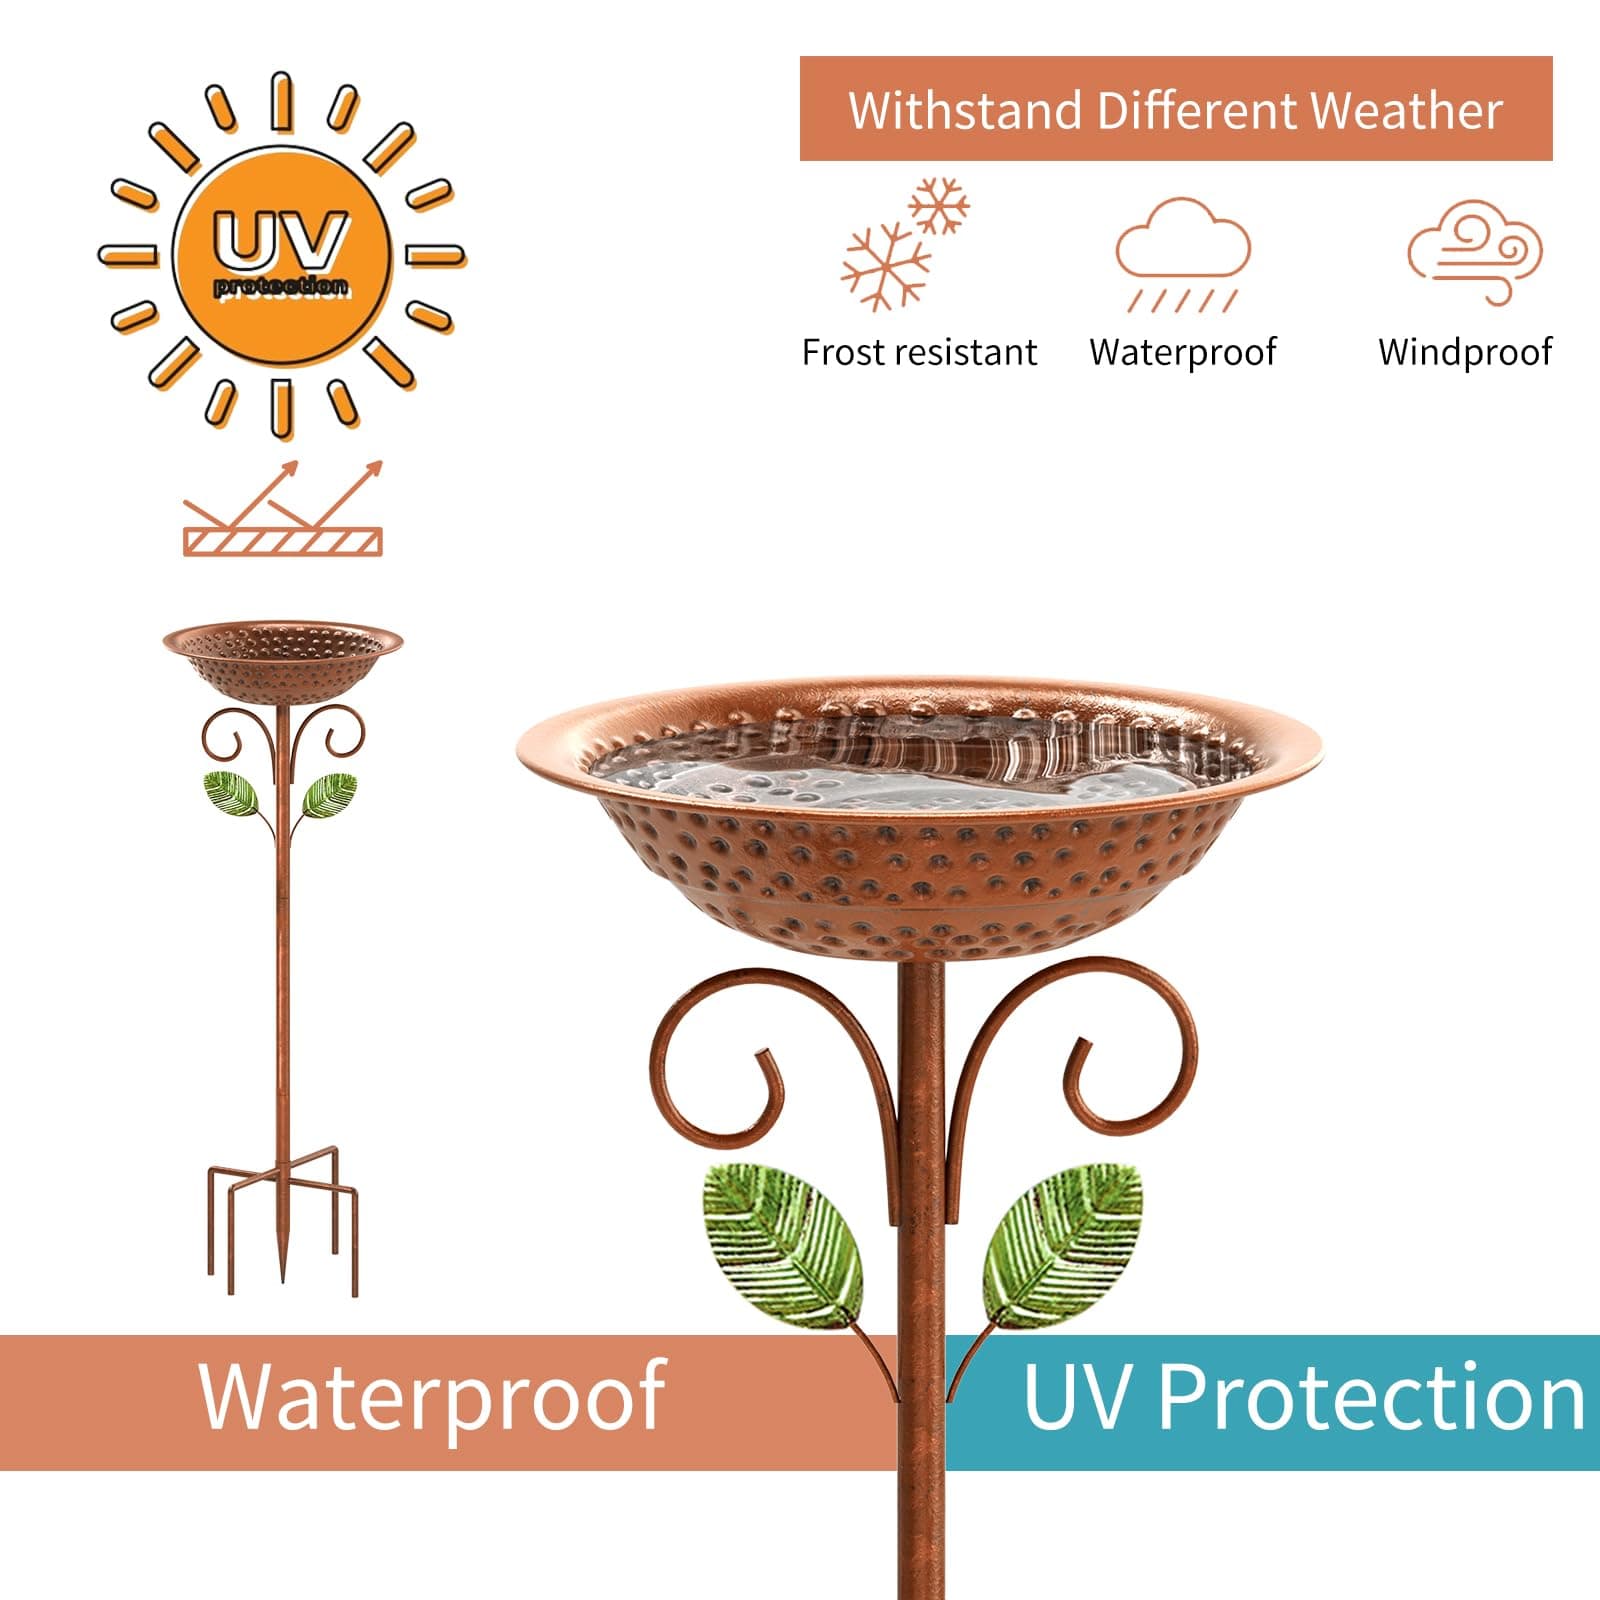 UV
protection
Withstand Different Weather
Frost resistant
Waterproof
Windproof
Waterproof
UV Protection